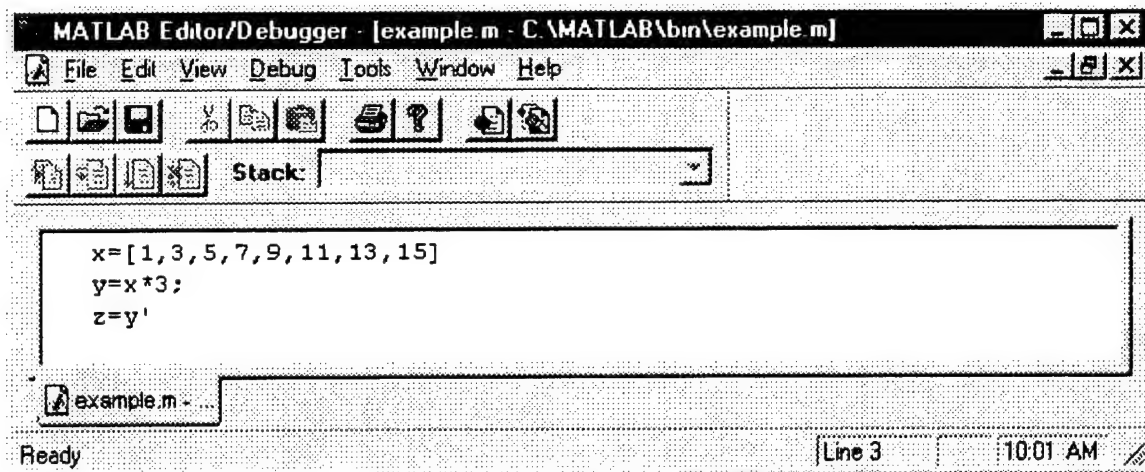 MATLAB Editor/Debugger - [example.m - C:\MATLAB\bin\example.m]
File Edit View Debug Tools Window Help
Stack:
x=[1,3,5,7,9,11,13,15]
y=x*3;
z=y'
example.m - ...
Ready Line 3 10:01 AM